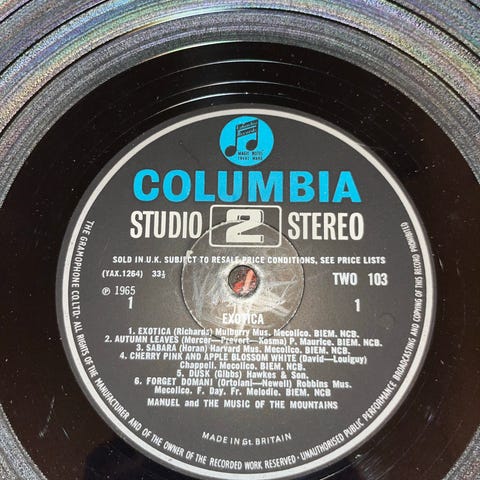 Columbia
Records
MAGIC NOTES
TRADE MARK
COLUMBIA
STUDIO 2 STEREO
SOLD IN U.K. SUBJECT TO RESALE PRICE CONDITIONS, SEE PRICE LISTS
(YAX.1264) 33⅓ TWO 103
℗ 1965
1 1
EXOTICA
1. EXOTICA (Richards) Mulburry Mus. Mecolico. BIEM. NCB.
2. AUTUMN LEAVES (Mercer—Prevert—Kosma) P. Maurice. BIEM. NCB.
3. SABARA (Horan) Harvard Mus. Mecolico. BIEM. NCB.
4. CHERRY PINK AND APPLE BLOSSOM WHITE (David—Louiguy)
Chappell. Mecolico. BIEM. NCB.
5. DUSK (Gibbs) Hawkes & Son.
6. FORGET DOMANI (Ortolani—Newell) Robbins Mus.
Mecolico. F. Day. Fr. Melodie. BIEM. NCB
MANUEL and THE MUSIC OF THE MOUNTAINS
MADE IN Gt. BRITAIN
THE GRAMOPHONE CO. LTD. ALL RIGHTS OF THE MANUFACTURER AND OF THE OWNER OF THE RECORDED WORK RESERVED · UNAUTHORISED PUBLIC PERFORMANCE BROADCASTING AND COPYING OF THIS RECORD PROHIBITED